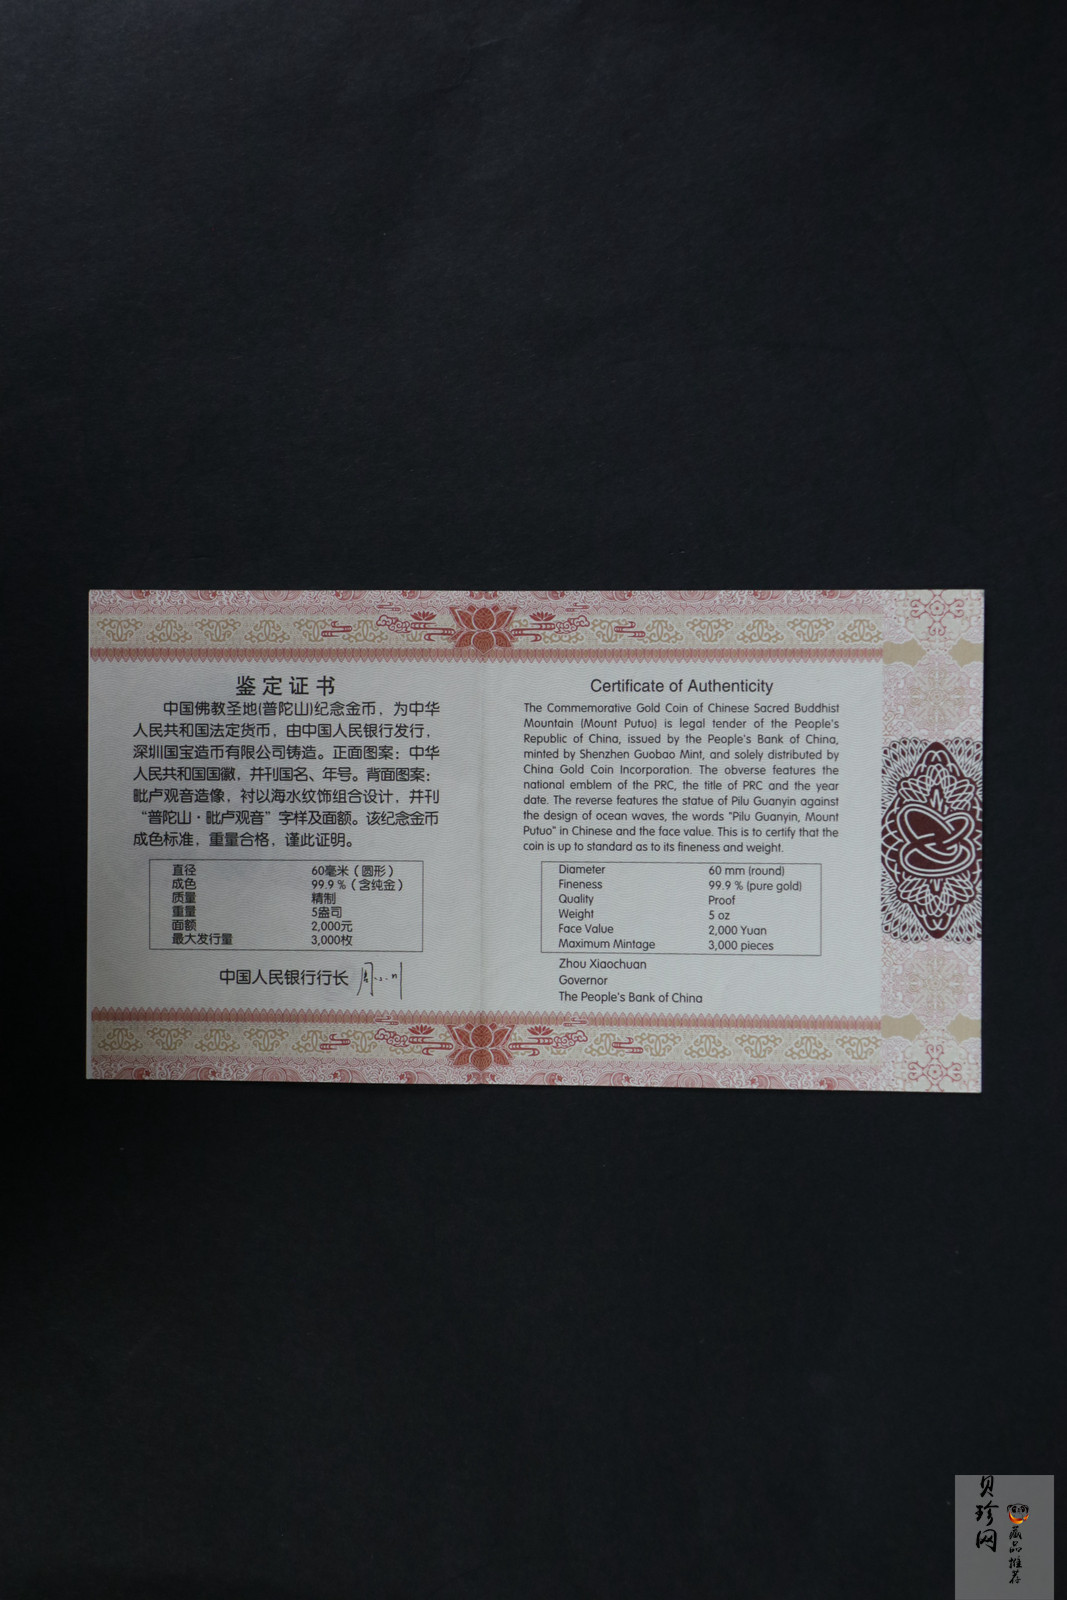 鉴定证书
中国佛教圣地(普陀山)纪念金币，为中华
人民共和国法定货币，由中国人民银行发行，
深圳国宝造币有限公司铸造。正面图案：中华
人民共和国国徽，并刊国名、年号。背面图案：
毗卢观音造像，衬以海水纹饰组合设计，并刊
“普陀山·毗卢观音”字样及面额。该纪念金币
成色标准，重量合格，谨此证明。
直径 60毫米（圆形）
成色 99.9％（含纯金）
质量 精制
重量 5盎司
面额 2,000元
最大发行量 3,000枚
中国人民银行行长
Certificate of Authenticity
The Commemorative Gold Coin of Chinese Sacred Buddhist
Mountain (Mount Putuo) is legal tender of the People's
Republic of China, issued by the People's Bank of China,
minted by Shenzhen Guobao Mint, and solely distributed by
China Gold Coin Incorporation. The obverse features the
national emblem of the PRC, the title of PRC and the year
date. The reverse features the statue of Pilu Guanyin against
the design of ocean waves, the words "Pilu Guanyin, Mount
Putuo" in Chinese and the face value. This is to certify that the
coin is up to standard as to its fineness and weight.
Diameter 60 mm (round)
Fineness 99.9 % (pure gold)
Quality Proof
Weight 5 oz
Face Value 2,000 Yuan
Maximum Mintage 3,000 pieces
Zhou Xiaochuan
Governor
The People's Bank of China
贝珍网
藏品推荐